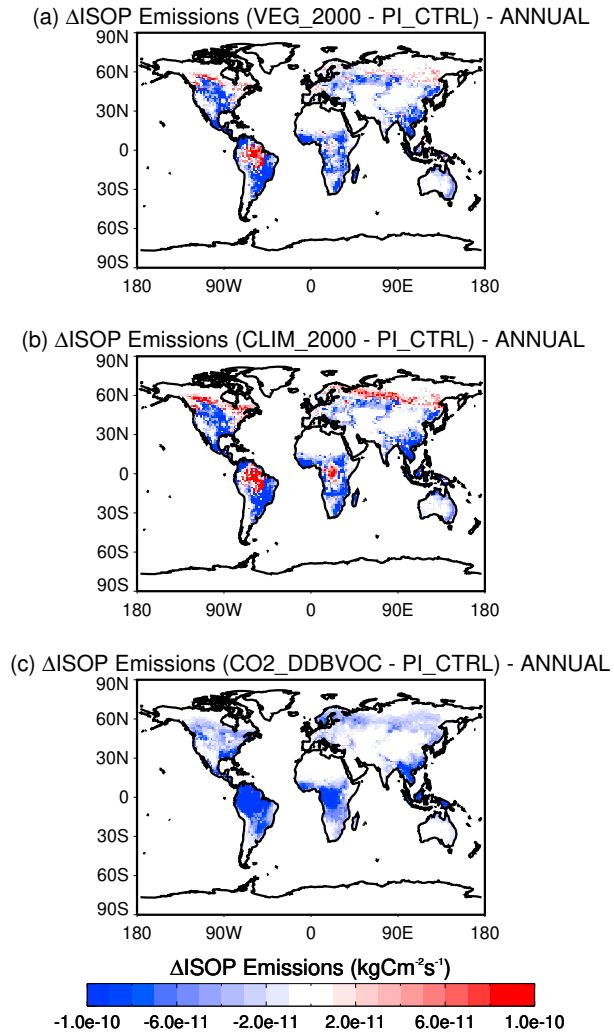 (a) ΔISOP Emissions (VEG_2000 - PI_CTRL) - ANNUAL
90N
60N
30N
0
30S
60S
90S
180 90W 0 90E 180
(b) ΔISOP Emissions (CLIM_2000 - PI_CTRL) - ANNUAL
90N
60N
30N
0
30S
60S
90S
180 90W 0 90E 180
(c) ΔISOP Emissions (CO2_DDBVOC - PI_CTRL) - ANNUAL
90N
60N
30N
0
30S
60S
90S
180 90W 0 90E 180
ΔISOP Emissions (kgCm⁻²s⁻¹)
-1.0e-10 -6.0e-11 -2.0e-11 2.0e-11 6.0e-11 1.0e-10